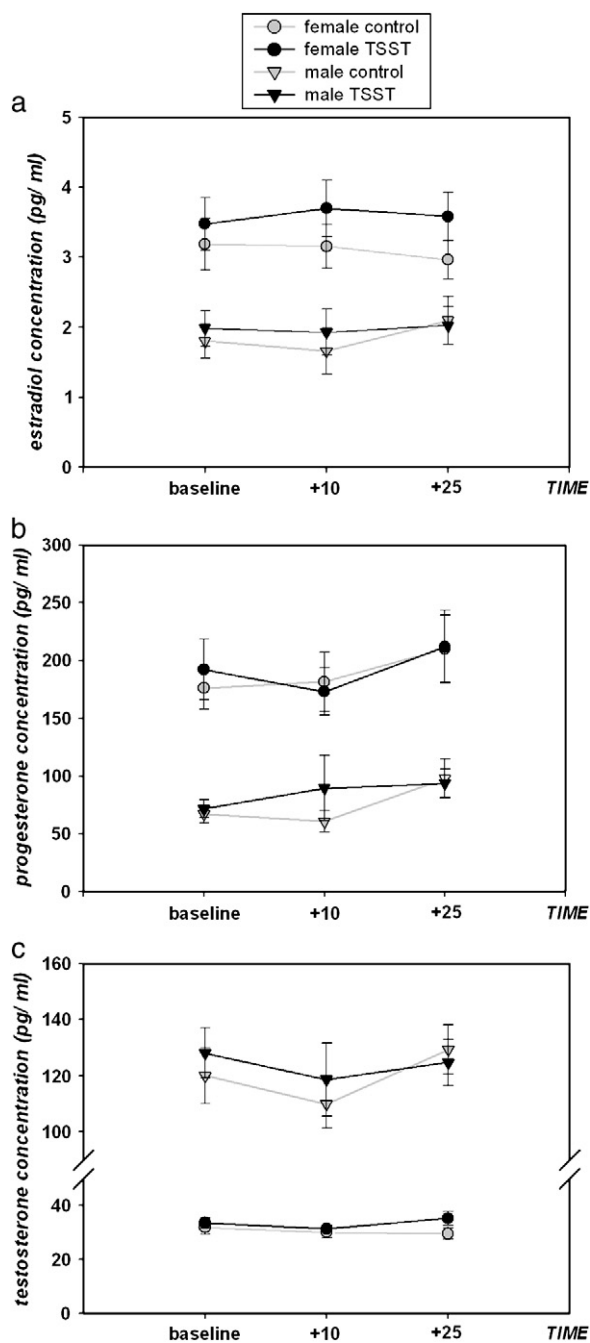 female control
female TSST
male control
male TSST
a
estradiol concentration (pg/ ml)
5
4
3
2
1
0
baseline +10 +25 TIME
b
progesterone concentration (pg/ ml)
300
250
200
150
100
50
0
baseline +10 +25 TIME
c
testosterone concentration (pg/ ml)
160
140
120
100
40
20
0
baseline +10 +25 TIME